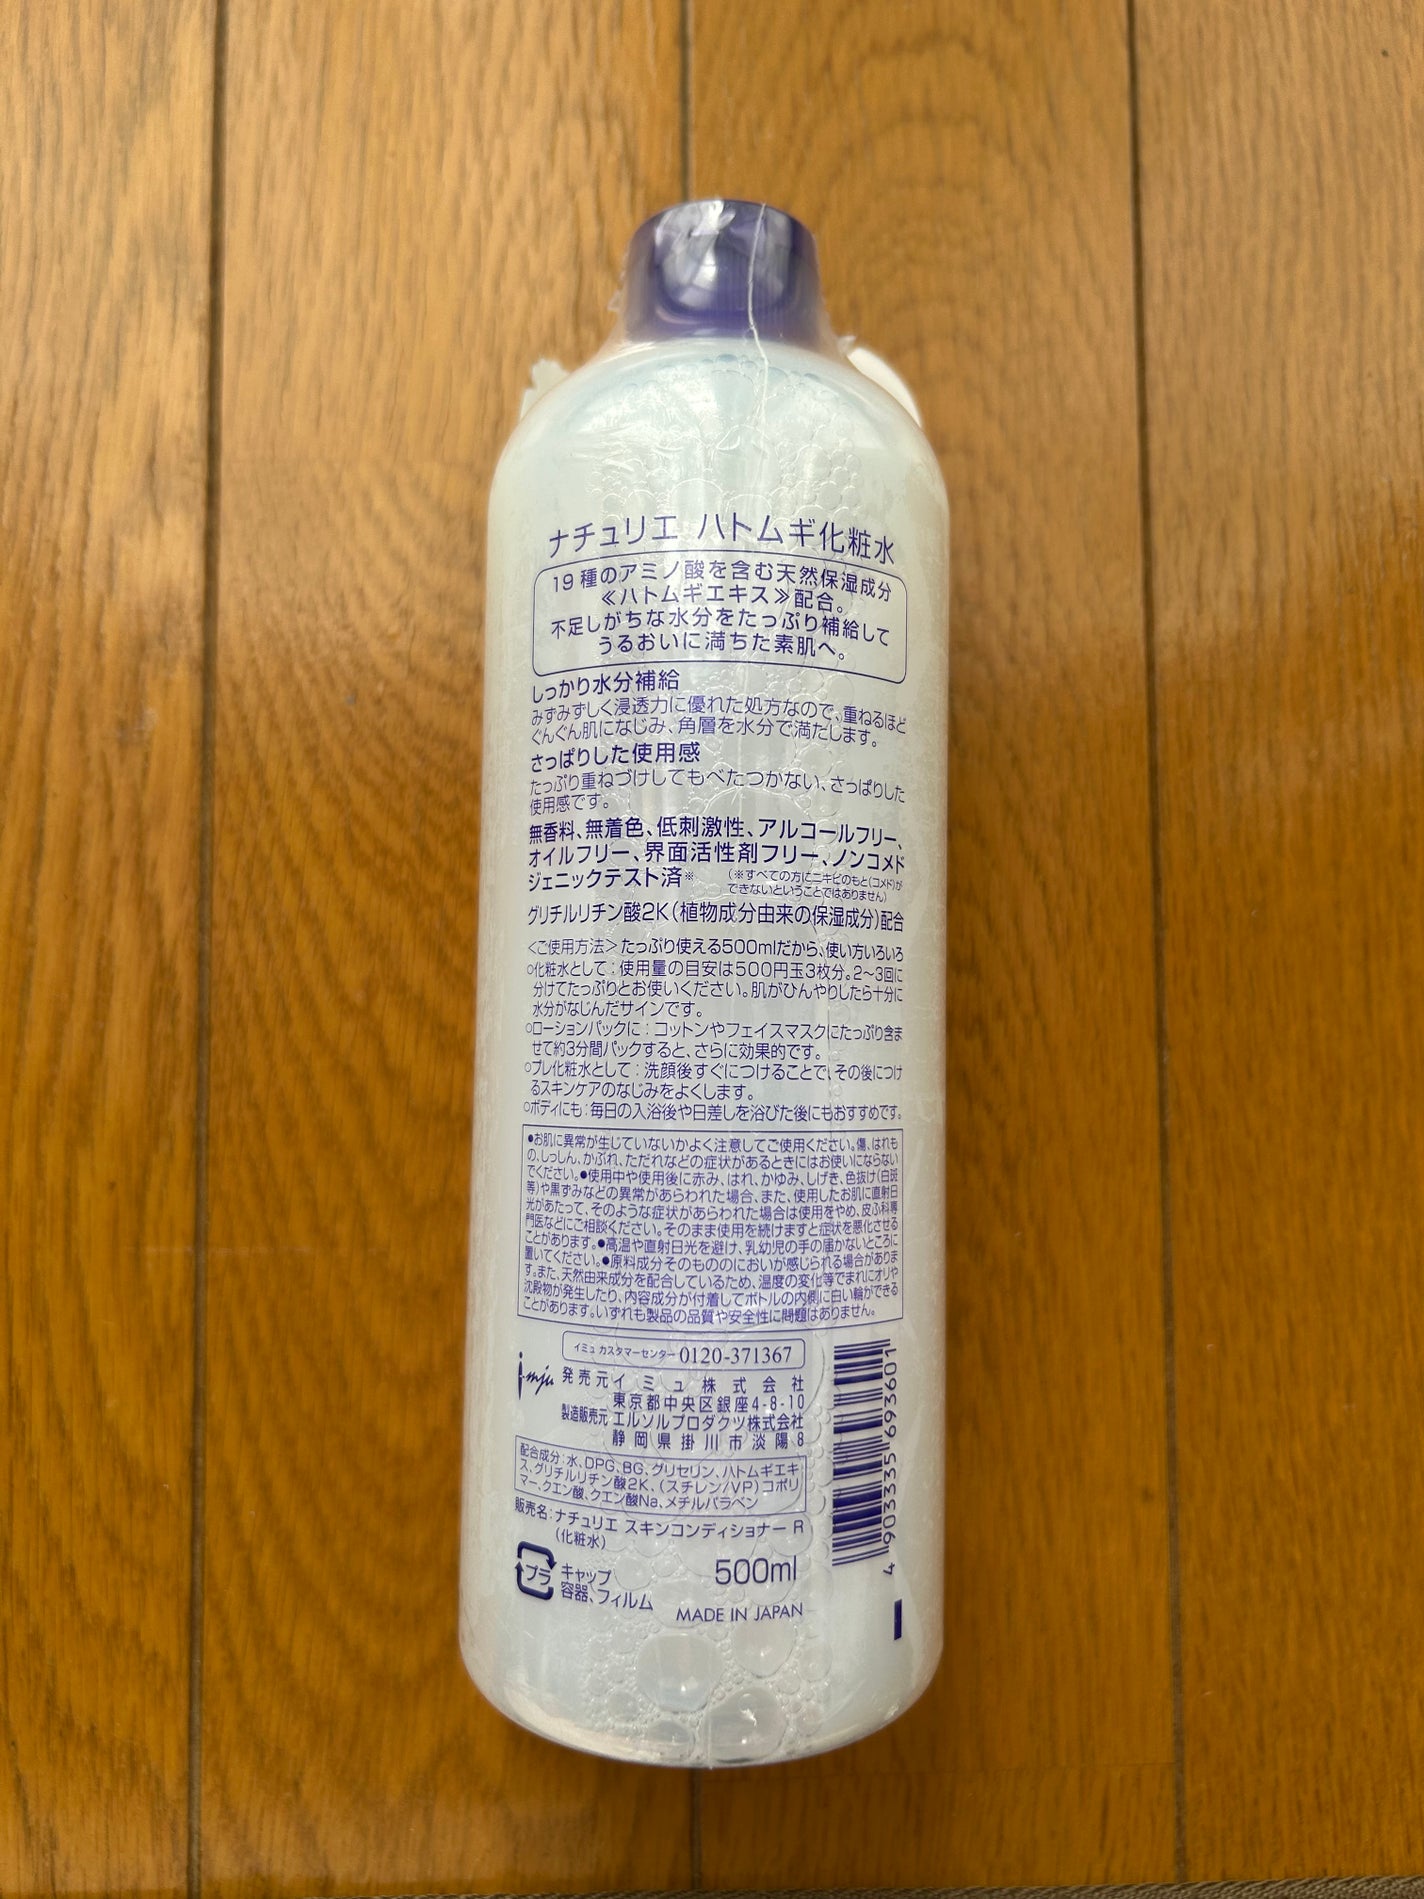 ナチュリエ ハトムギ化粧水
19種のアミノ酸を含む天然保湿成分
≪ハトムギエキス≫配合。
不足しがちな水分をたっぷり補給して
うるおいに満ちた素肌へ。
しっかり水分補給
みずみずしく浸透力に優れた処方なので、重ねるほど
ぐんぐん肌になじみ、角層を水分で満たします。
さっぱりした使用感
たっぷり重ねづけしてもべたつかない、さっぱりした
使用感です。
無香料、無着色、低刺激性、アルコールフリー、
オイルフリー、界面活性剤フリー、ノンコメド
ジェニックテスト済※ (※すべての方にニキビのもと(コメド)が
できないということではありません)
グリチルリチン酸2K(植物成分由来の保湿成分)配合
<ご使用方法>たっぷり使える500mlだから、使い方いろいろ
○化粧水として:使用量の目安は500円玉3枚分。2〜3回に
分けてたっぷりとお使いください。肌がひんやりしたら十分に
水分がなじんだサインです。
○ローションパックに:コットンやフェイスマスクにたっぷり含ま
せて約3分間パックすると、さらに効果的です。
○プレ化粧水として:洗顔後すぐにつけることで、その後につけ
るスキンケアのなじみをよくします。
○ボディにも:毎日の入浴後や日差しを浴びた後にもおすすめです。
●お肌に異常が生じていないかよく注意してご使用ください。傷、はれも
の、しっしん、かぶれ、ただれなどの症状があるときにはお使いにならない
でください。●使用中や使用後に赤み、はれ、かゆみ、しげき、色抜け(白斑
等)や黒ずみなどの異常があらわれた場合、また、使用したお肌に直射日
光があたって、そのような症状があらわれた場合は使用をやめ、皮ふ科専
門医などにご相談ください。そのまま使用を続けますと症状を悪化させる
ことがあります。●高温や直射日光を避け、乳幼児の手の届かないところに
置いてください。●原料成分そのもののにおいが感じられる場合がありま
す。また、天然由来成分を配合しているため、温度の変化等でまれにオリや
沈殿物が発生したり、内容成分が付着してボトルの内側に白い輪ができる
ことがあります。いずれも製品の品質や安全性に問題はありません。
イミュ カスタマーセンター 0120-371367
i-mju 発売元 イミュ株式会社
東京都中央区銀座4-8-10
製造販売元 エルソルプロダクツ株式会社
静岡県掛川市淡陽8
配合成分:水、DPG、BG、グリセリン、ハトムギエキ
ス、グリチルリチン酸2K、(スチレン/VP)コポリ
マー、クエン酸、クエン酸Na、メチルパラベン
販売名:ナチュリエ スキンコンディショナー R
(化粧水)
プラ キャップ
容器、フィルム
500ml
MADE IN JAPAN
4903335693601